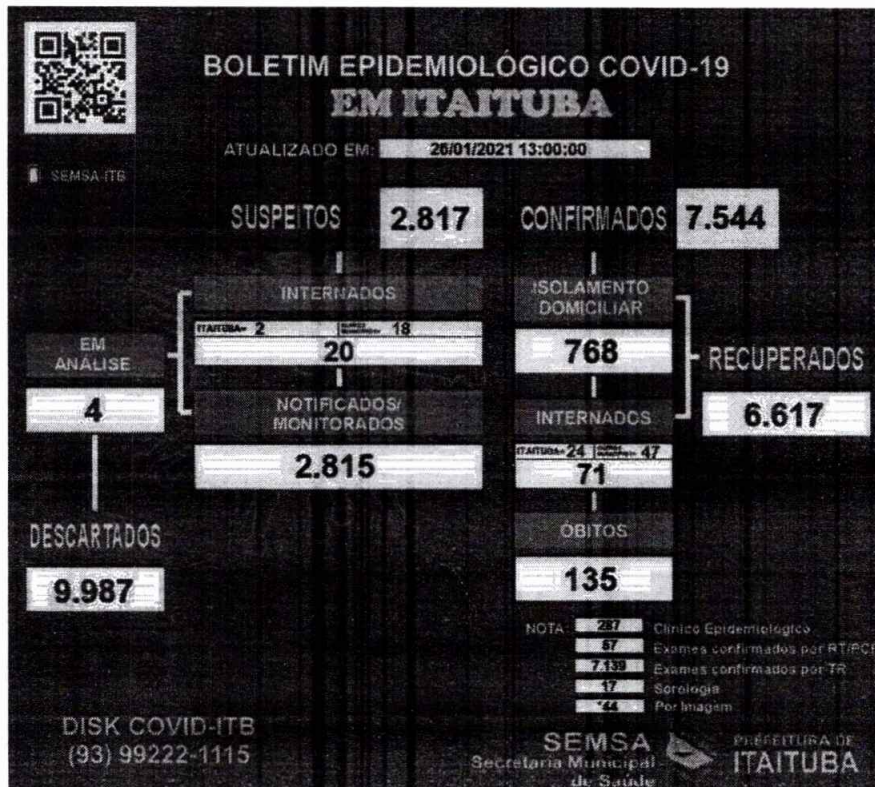 BOLETIM EPIDEMIOLÓGICO COVID-19
EM ITAITUBA
ATUALIZADO EM: 26/01/2021 13:00:00
SEMSA-ITB
SUSPEITOS 2.817
CONFIRMADOS 7.544
INTERNADOS
ITAITUBA= 2 18
20
EM
ANÁLISE
4
NOTIFICADOS/
MONITORADOS
2.815
DESCARTADOS
9.987
ISOLAMENTO
DOMICILIAR
768
INTERNADOS
ITAITUBA= 24 47
71
RECUPERADOS
6.617
ÓBITOS
135
NOTA: 287 Clínico Epidemiológico
57 Exames confirmados por RT/PCR
7.139 Exames confirmados por TR
17 Sorologia
44 Por Imagem
DISK COVID-ITB
(93) 99222-1115
SEMSA
Secretaria Municipal
de Saúde
PREFEITURA DE
ITAITUBA